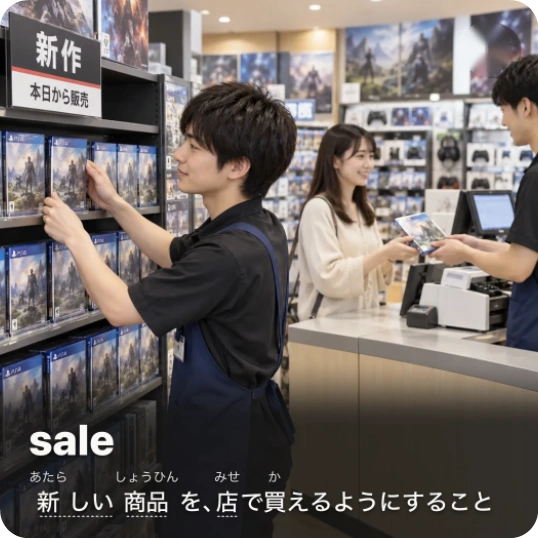 新作
本日から販売
sale
あたら しょうひん みせ か
新しい商品を、店で買えるようにすること